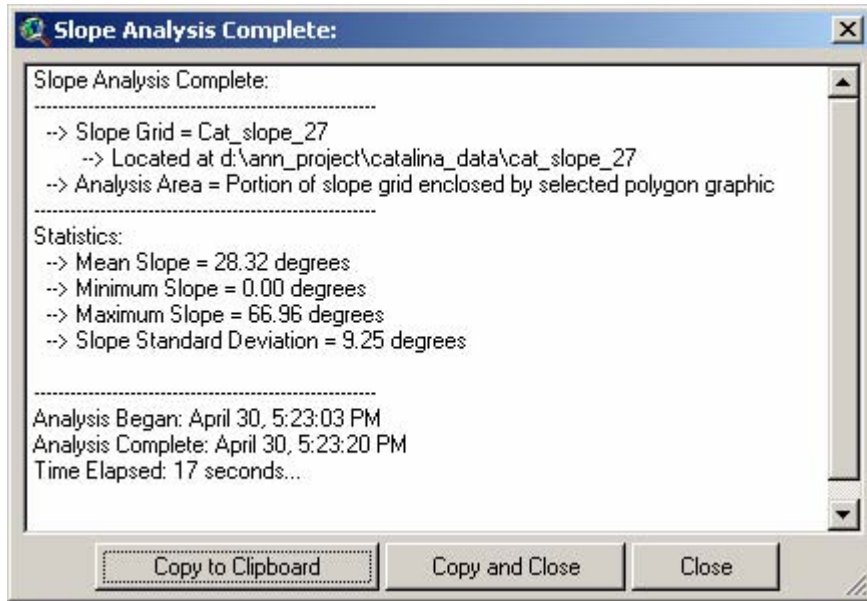 Slope Analysis Complete:
Slope Analysis Complete:
---------------------------------------------------------
--> Slope Grid = Cat_slope_27
--> Located at d:\ann_project\catalina_data\cat_slope_27
--> Analysis Area = Portion of slope grid enclosed by selected polygon graphic
---------------------------------------------------------
Statistics:
--> Mean Slope = 28.32 degrees
--> Minimum Slope = 0.00 degrees
--> Maximum Slope = 66.96 degrees
--> Slope Standard Deviation = 9.25 degrees
---------------------------------------------------------
Analysis Began: April 30, 5:23:03 PM
Analysis Complete: April 30, 5:23:20 PM
Time Elapsed: 17 seconds...
Copy to Clipboard
Copy and Close
Close